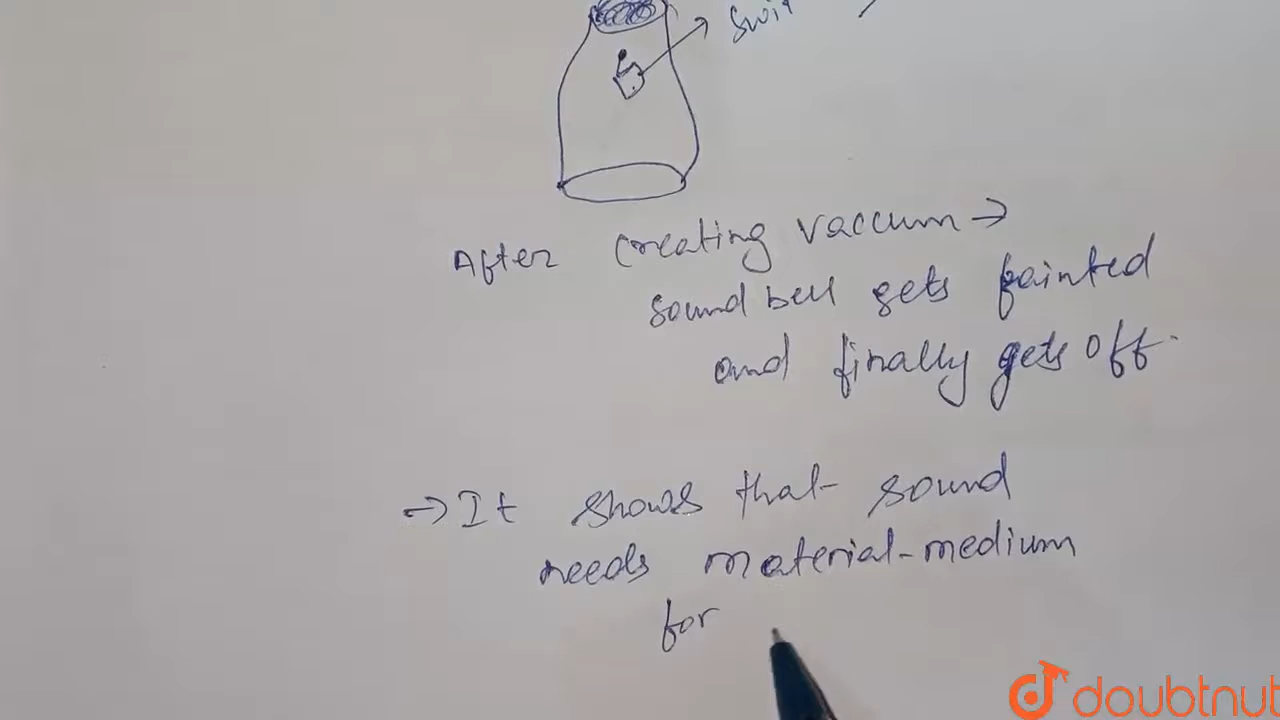 After creating vaccum →
sound bell gets fainted
and finally gets off.
→ It shows that sound
needs material-medium
for
doubtnut